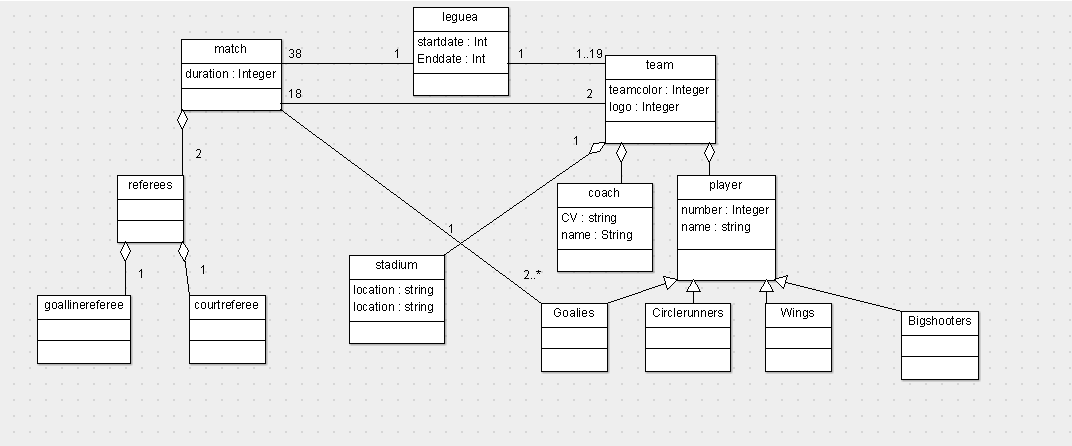 leguea
startdate : Int
Enddate : Int
match
duration : Integer
38
1
1
1..19
team
teamcolor : Integer
logo : Integer
18
2
1
2
referees
coach
CV : string
name : String
player
number : Integer
name : string
1
stadium
location : string
location : string
1
1
2..*
goallinereferee
courtreferee
Goalies
Circlerunners
Wings
Bigshooters